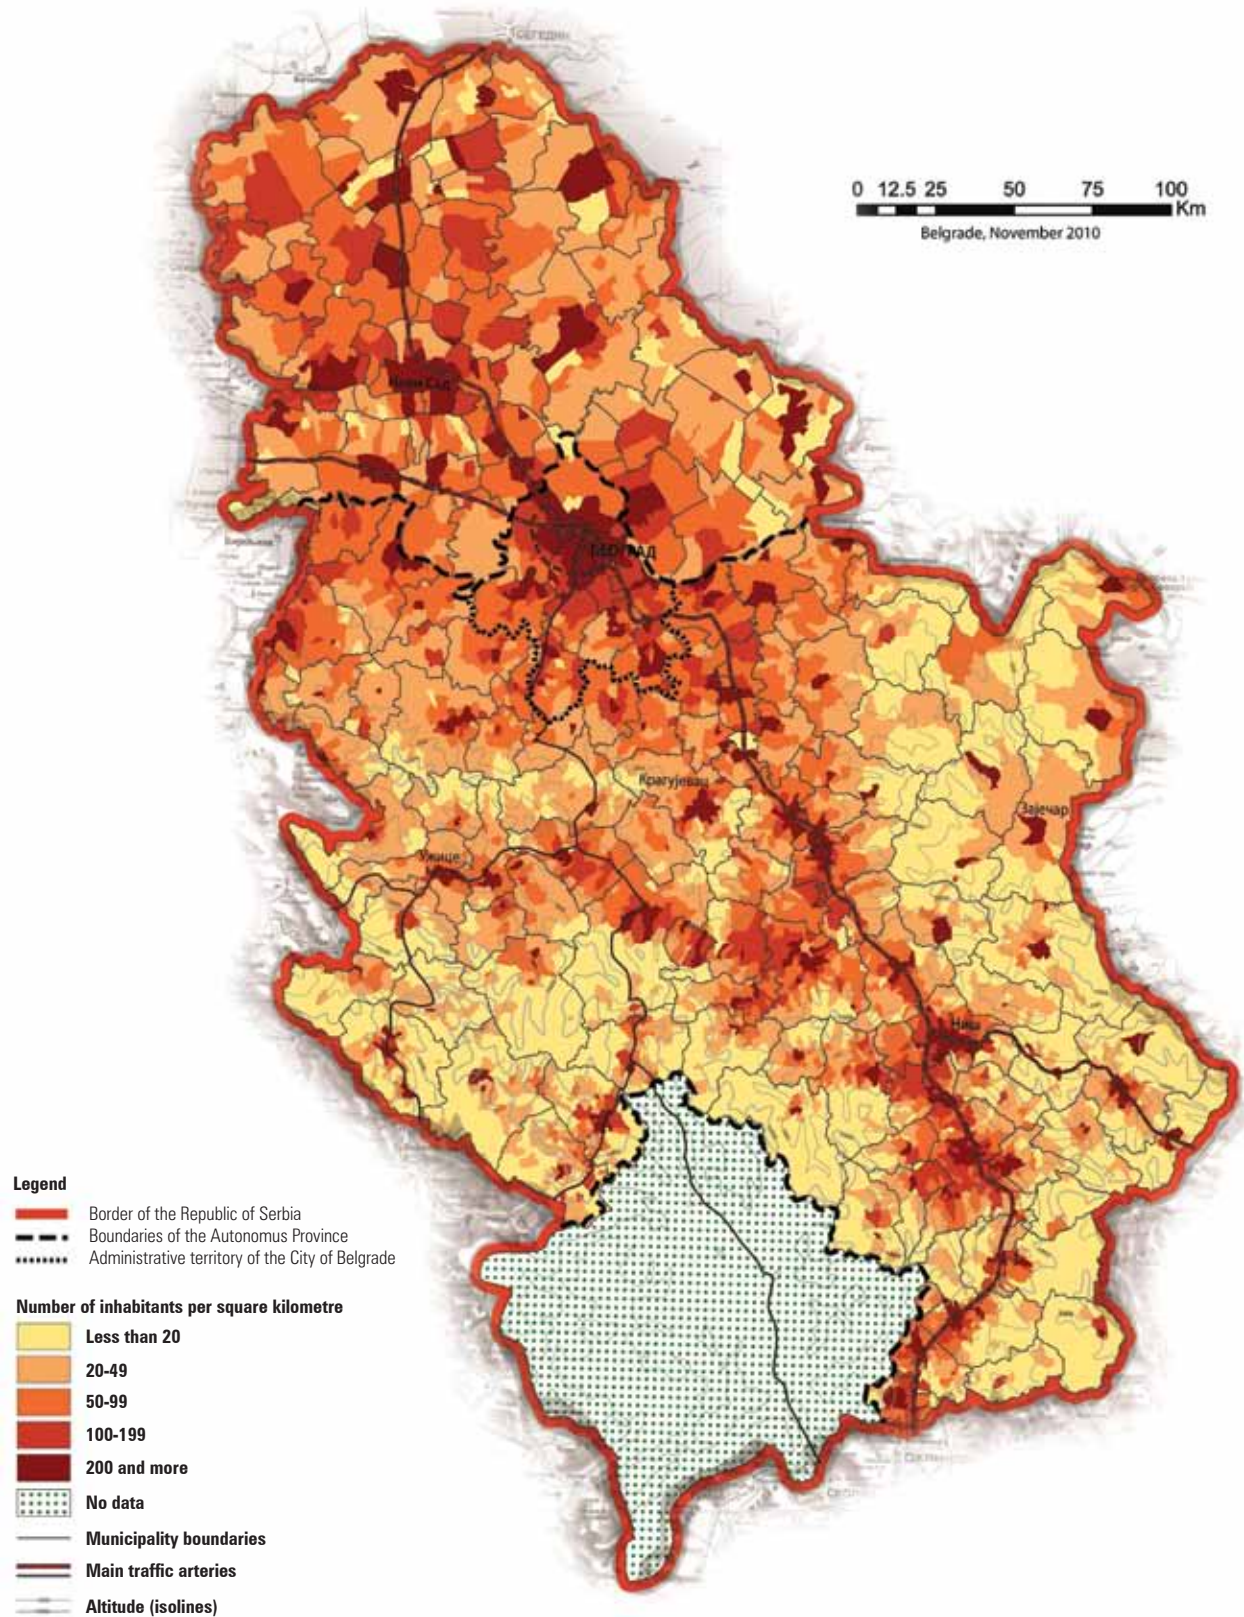 СЕГЕДИН
0 12.5 25 50 75 100
Km
Belgrade, November 2010
Нови Сад
БЕОГРАД
Крагујевац
Зајечар
Ужице
Ниш
Legend
Border of the Republic of Serbia
Boundaries of the Autonomus Province
Administrative territory of the City of Belgrade
Number of inhabitants per square kilometre
Less than 20
20-49
50-99
100-199
200 and more
No data
Municipality boundaries
Main traffic arteries
Altitude (isolines)